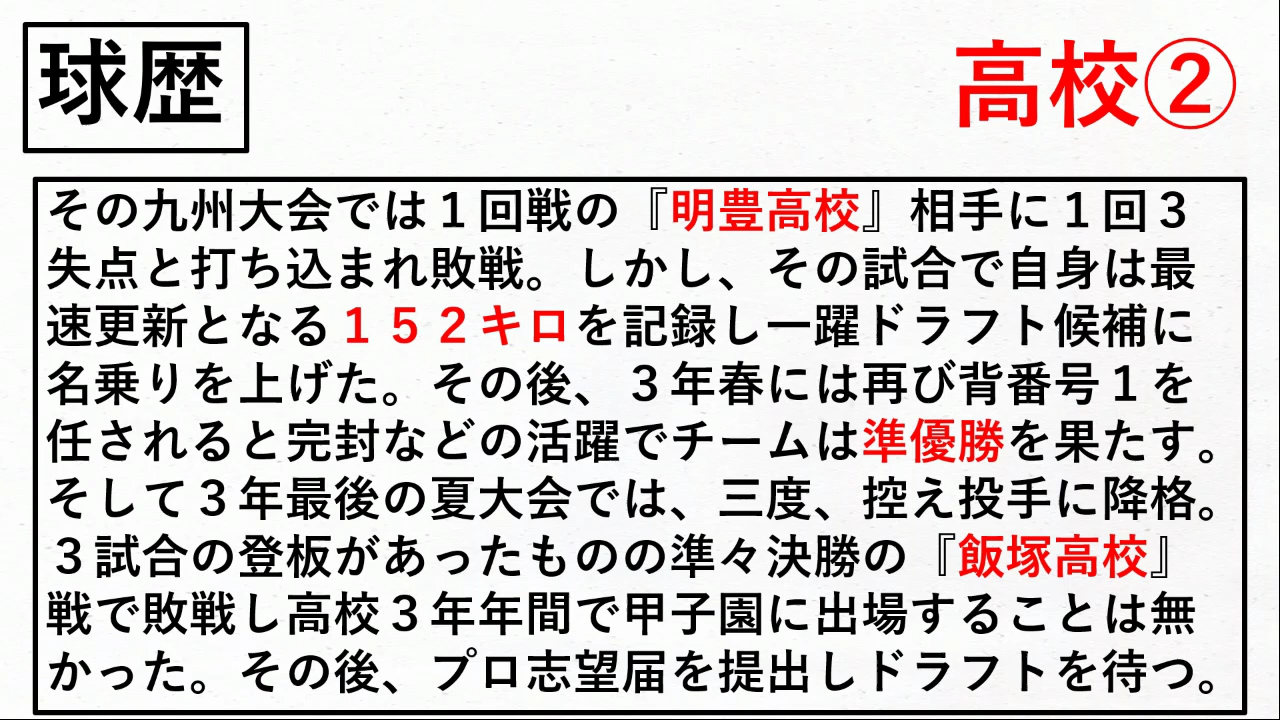 球歴
高校②
その九州大会では１回戦の『明豊高校』相手に１回３
失点と打ち込まれ敗戦。しかし、その試合で自身は最
速更新となる１５２キロを記録し一躍ドラフト候補に
名乗りを上げた。その後、３年春には再び背番号１を
任されると完封などの活躍でチームは準優勝を果たす。
そして３年最後の夏大会では、三度、控え投手に降格。
３試合の登板があったものの準々決勝の『飯塚高校』
戦で敗戦し高校３年年間で甲子園に出場することは無
かった。その後、プロ志望届を提出しドラフトを待つ。